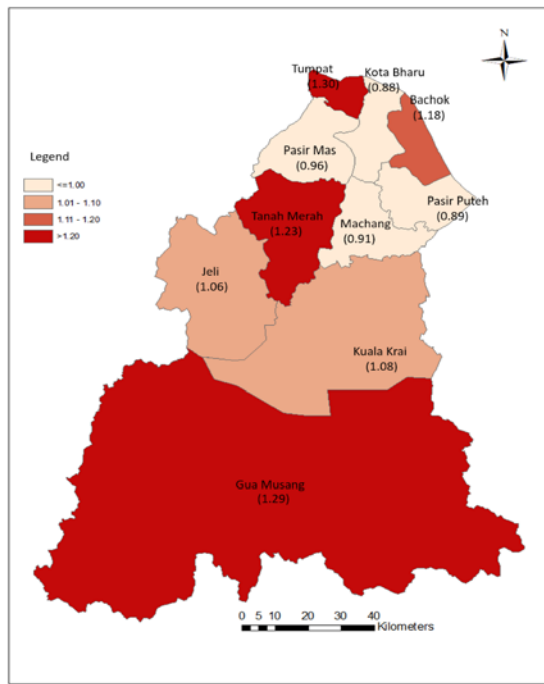 N
Tumpat
(1.30)
Kota Bharu
(0.88)
Bachok
(1.18)
Pasir Mas
(0.96)
Legend
<=1.00
1.01 - 1.10
1.11 - 1.20
>1.20
Pasir Puteh
(0.89)
Tanah Merah
(1.23)
Machang
(0.91)
Jeli
(1.06)
Kuala Krai
(1.08)
Gua Musang
(1.29)
0 5 10 20 30 40
Kilometers